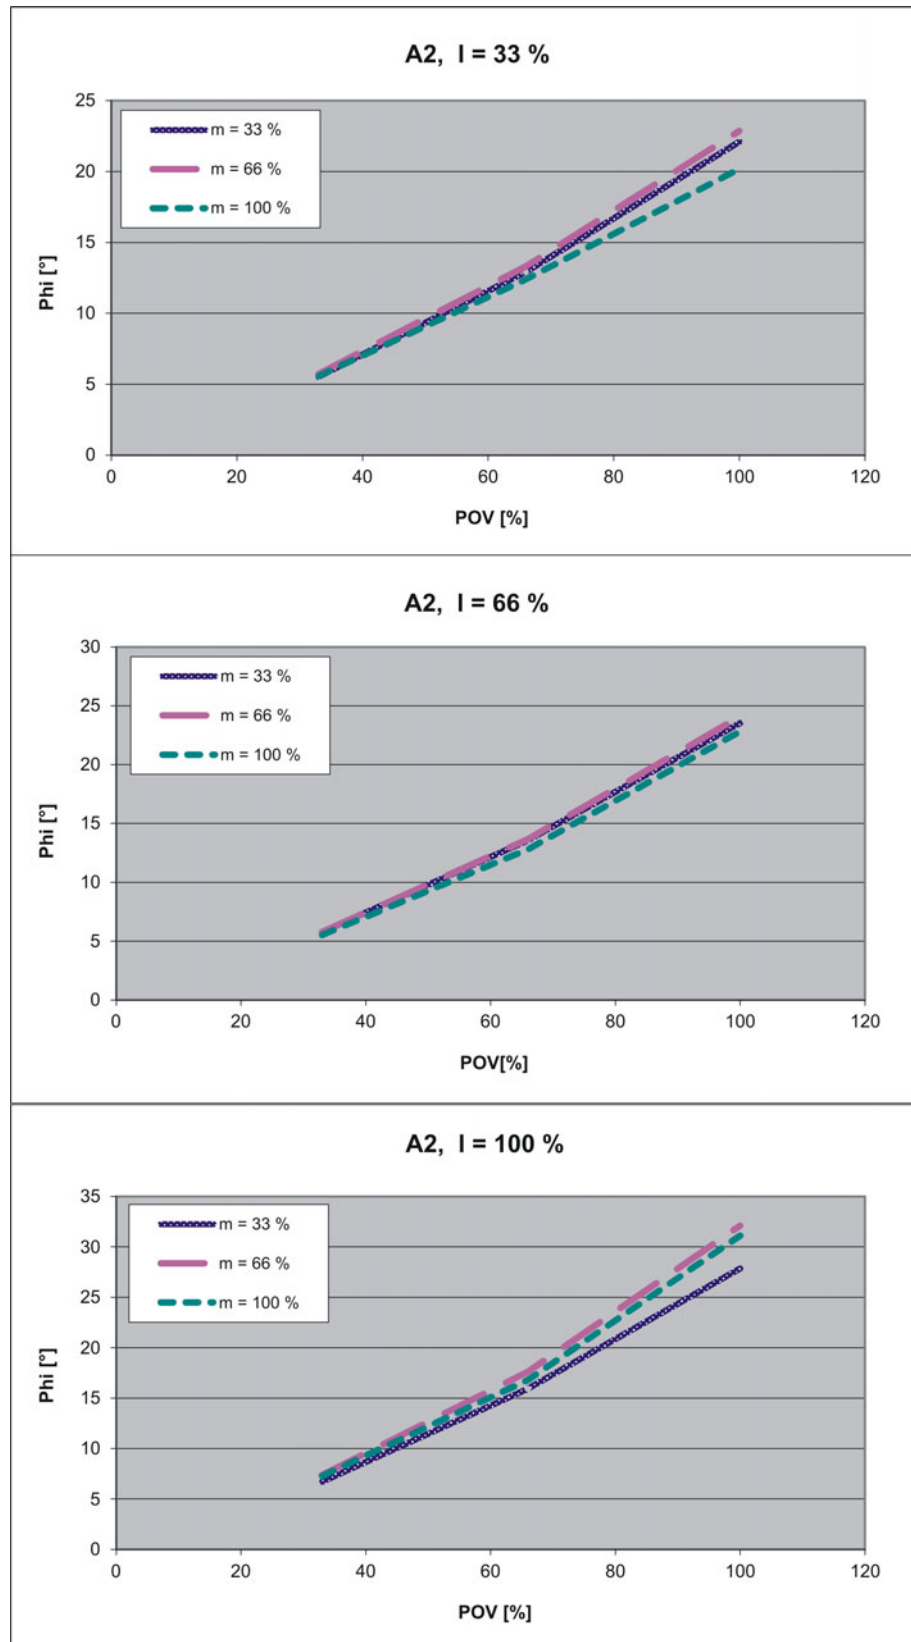 A2, I = 33 %
25
20
15
10
5
0
Phi [°]
m = 33 %
m = 66 %
m = 100 %
0 20 40 60 80 100 120
POV [%]
A2, I = 66 %
30
25
20
15
10
5
0
Phi [°]
m = 33 %
m = 66 %
m = 100 %
0 20 40 60 80 100 120
POV[%]
A2, I = 100 %
35
30
25
20
15
10
5
0
Phi [°]
m = 33 %
m = 66 %
m = 100 %
0 20 40 60 80 100 120
POV [%]